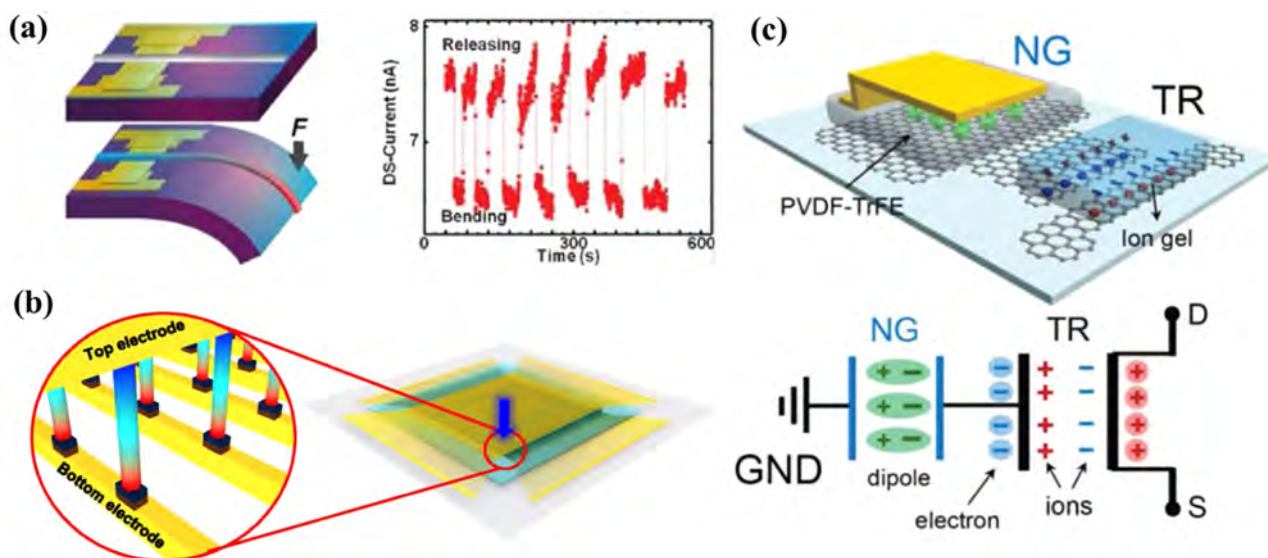 (a)
F
8
7
DS-Current (nA)
Releasing
Bending
0
300
600
Time (s)
(b)
Top electrode
Bottom electrode
(c)
NG
TR
PVDF-TrFE
Ion gel
NG
TR
D
+ − + −
+ − + −
+ − + −
− + −
− + −
− + −
− + −
+
+
+
+
GND
dipole
electron
ions
S